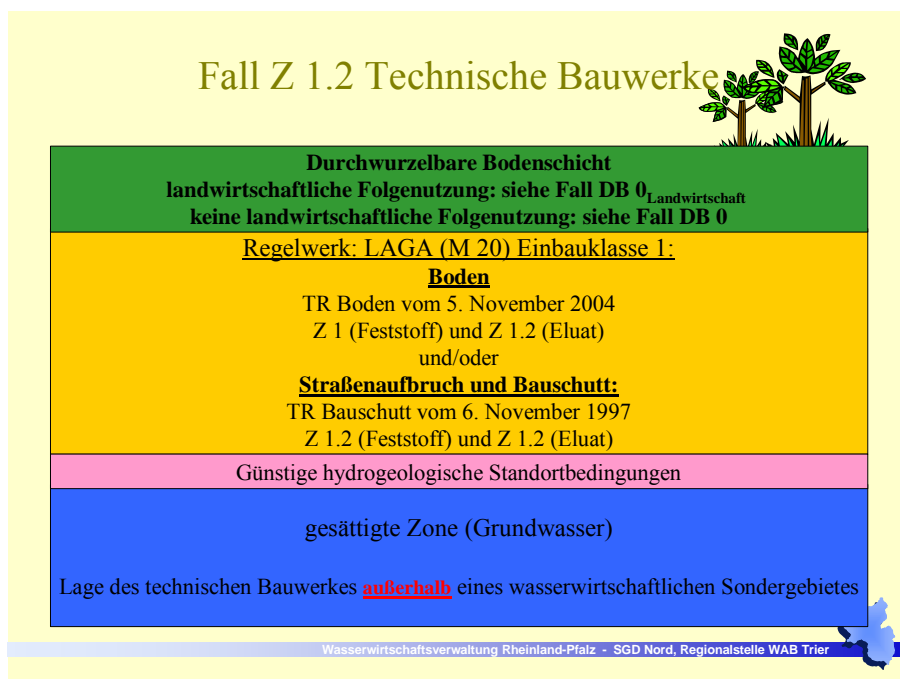 Fall Z 1.2 Technische Bauwerke
Durchwurzelbare Bodenschicht
landwirtschaftliche Folgenutzung: siehe Fall DB 0Landwirtschaft
keine landwirtschaftliche Folgenutzung: siehe Fall DB 0
Regelwerk: LAGA (M 20) Einbauklasse 1:
Boden
TR Boden vom 5. November 2004
Z 1 (Feststoff) und Z 1.2 (Eluat)
und/oder
Straßenaufbruch und Bauschutt:
TR Bauschutt vom 6. November 1997
Z 1.2 (Feststoff) und Z 1.2 (Eluat)
Günstige hydrogeologische Standortbedingungen
gesättigte Zone (Grundwasser)
Lage des technischen Bauwerkes außerhalb eines wasserwirtschaftlichen Sondergebietes
Wasserwirtschaftsverwaltung Rheinland-Pfalz - SGD Nord, Regionalstelle WAB Trier